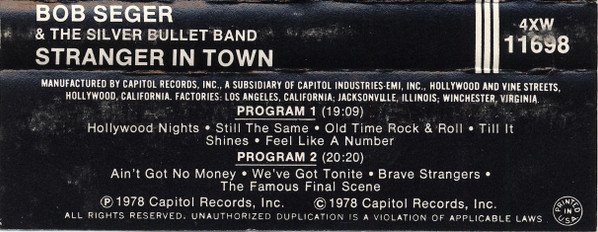 BOB SEGER
& THE SILVER BULLET BAND
STRANGER IN TOWN
4XW
11698
MANUFACTURED BY CAPITOL RECORDS, INC., A SUBSIDIARY OF CAPITOL INDUSTRIES-EMI, INC., HOLLYWOOD AND VINE STREETS,
HOLLYWOOD, CALIFORNIA. FACTORIES: LOS ANGELES, CALIFORNIA; JACKSONVILLE, ILLINOIS; WINCHESTER, VIRGINIA.
PROGRAM 1 (19:09)
Hollywood Nights • Still The Same • Old Time Rock & Roll • Till It
Shines • Feel Like A Number
PROGRAM 2 (20:20)
Ain't Got No Money • We've Got Tonite • Brave Strangers •
The Famous Final Scene
Ⓟ 1978 Capitol Records, Inc. © 1978 Capitol Records, Inc.
ALL RIGHTS RESERVED. UNAUTHORIZED DUPLICATION IS A VIOLATION OF APPLICABLE LAWS
PRINTED IN U.S.A.